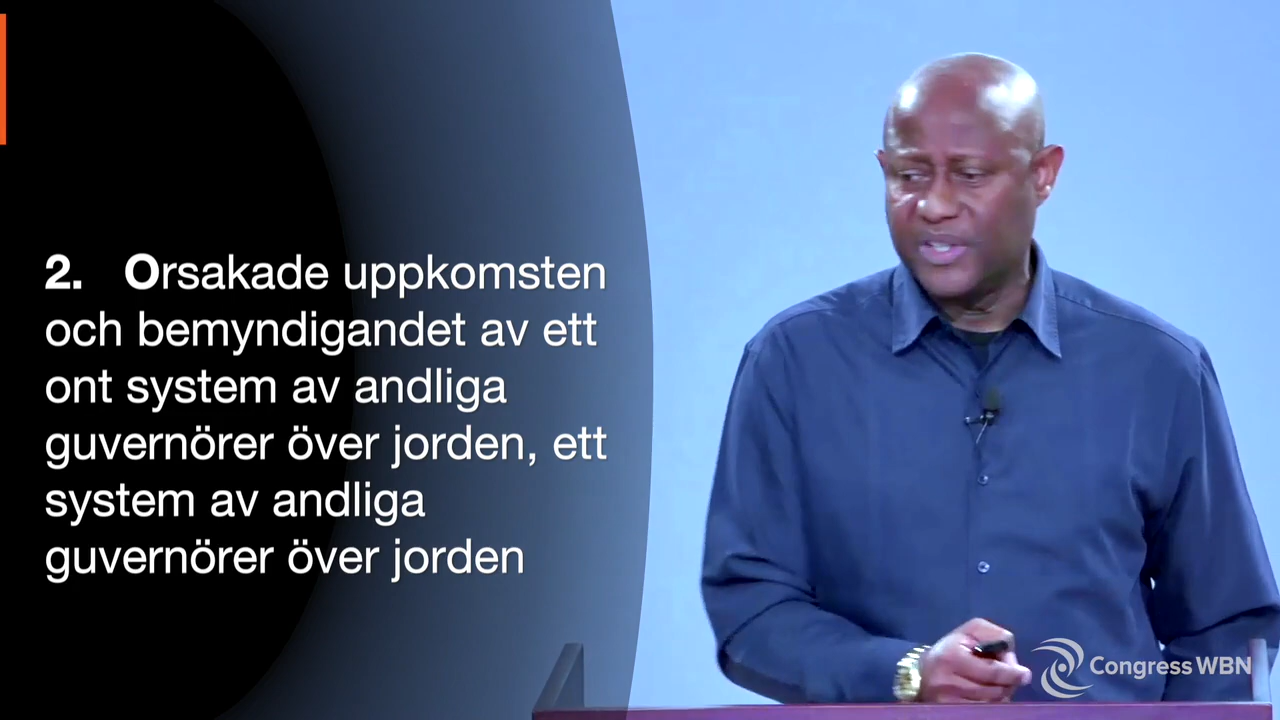 2. Orsakade uppkomsten
och bemyndigandet av ett
ont system av andliga
guvernörer över jorden, ett
system av andliga
guvernörer över jorden
Congress WBN